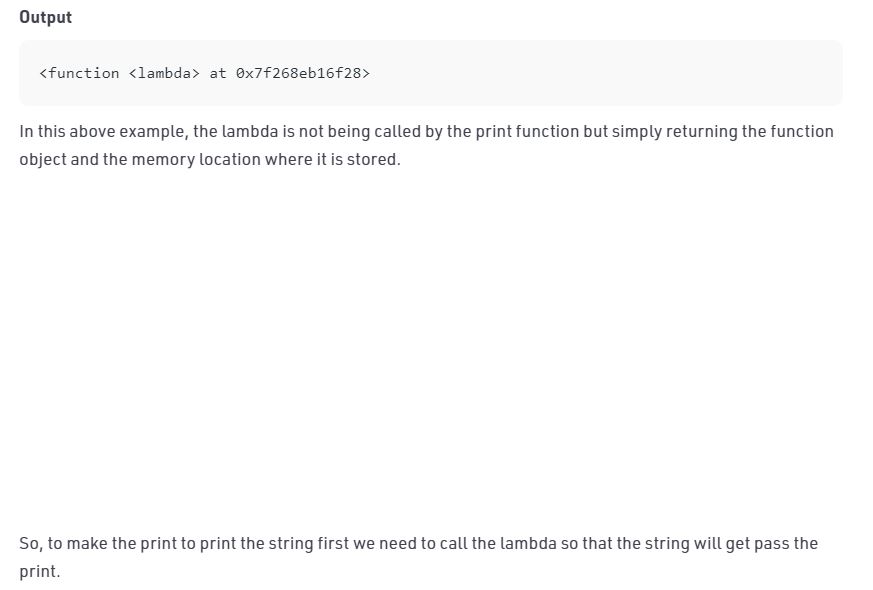 Output
<function <lambda> at 0x7f268eb16f28>
In this above example, the lambda is not being called by the print function but simply returning the function
object and the memory location where it is stored.
So, to make the print to print the string first we need to call the lambda so that the string will get pass the
print.